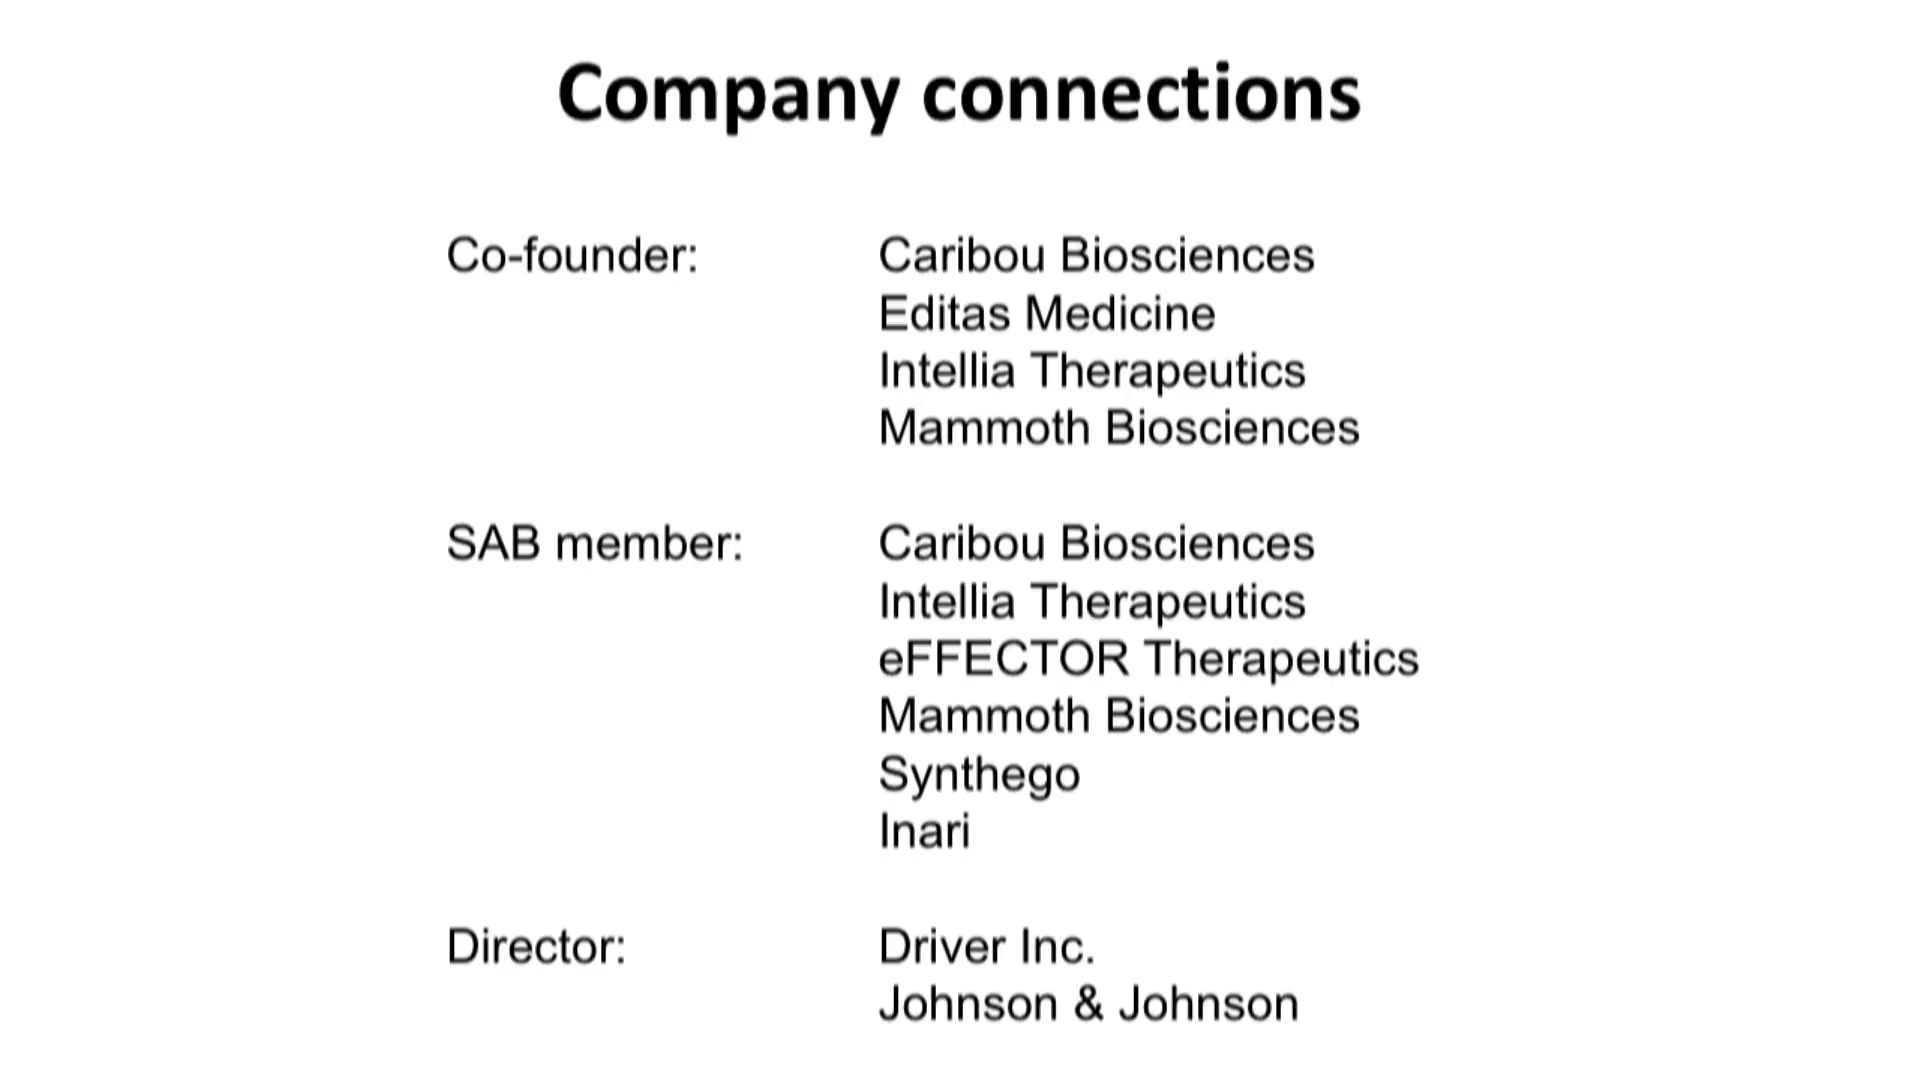 Company connections
Co-founder: Caribou Biosciences
Editas Medicine
Intellia Therapeutics
Mammoth Biosciences
SAB member: Caribou Biosciences
Intellia Therapeutics
eFFECTOR Therapeutics
Mammoth Biosciences
Synthego
Inari
Director: Driver Inc.
Johnson & Johnson